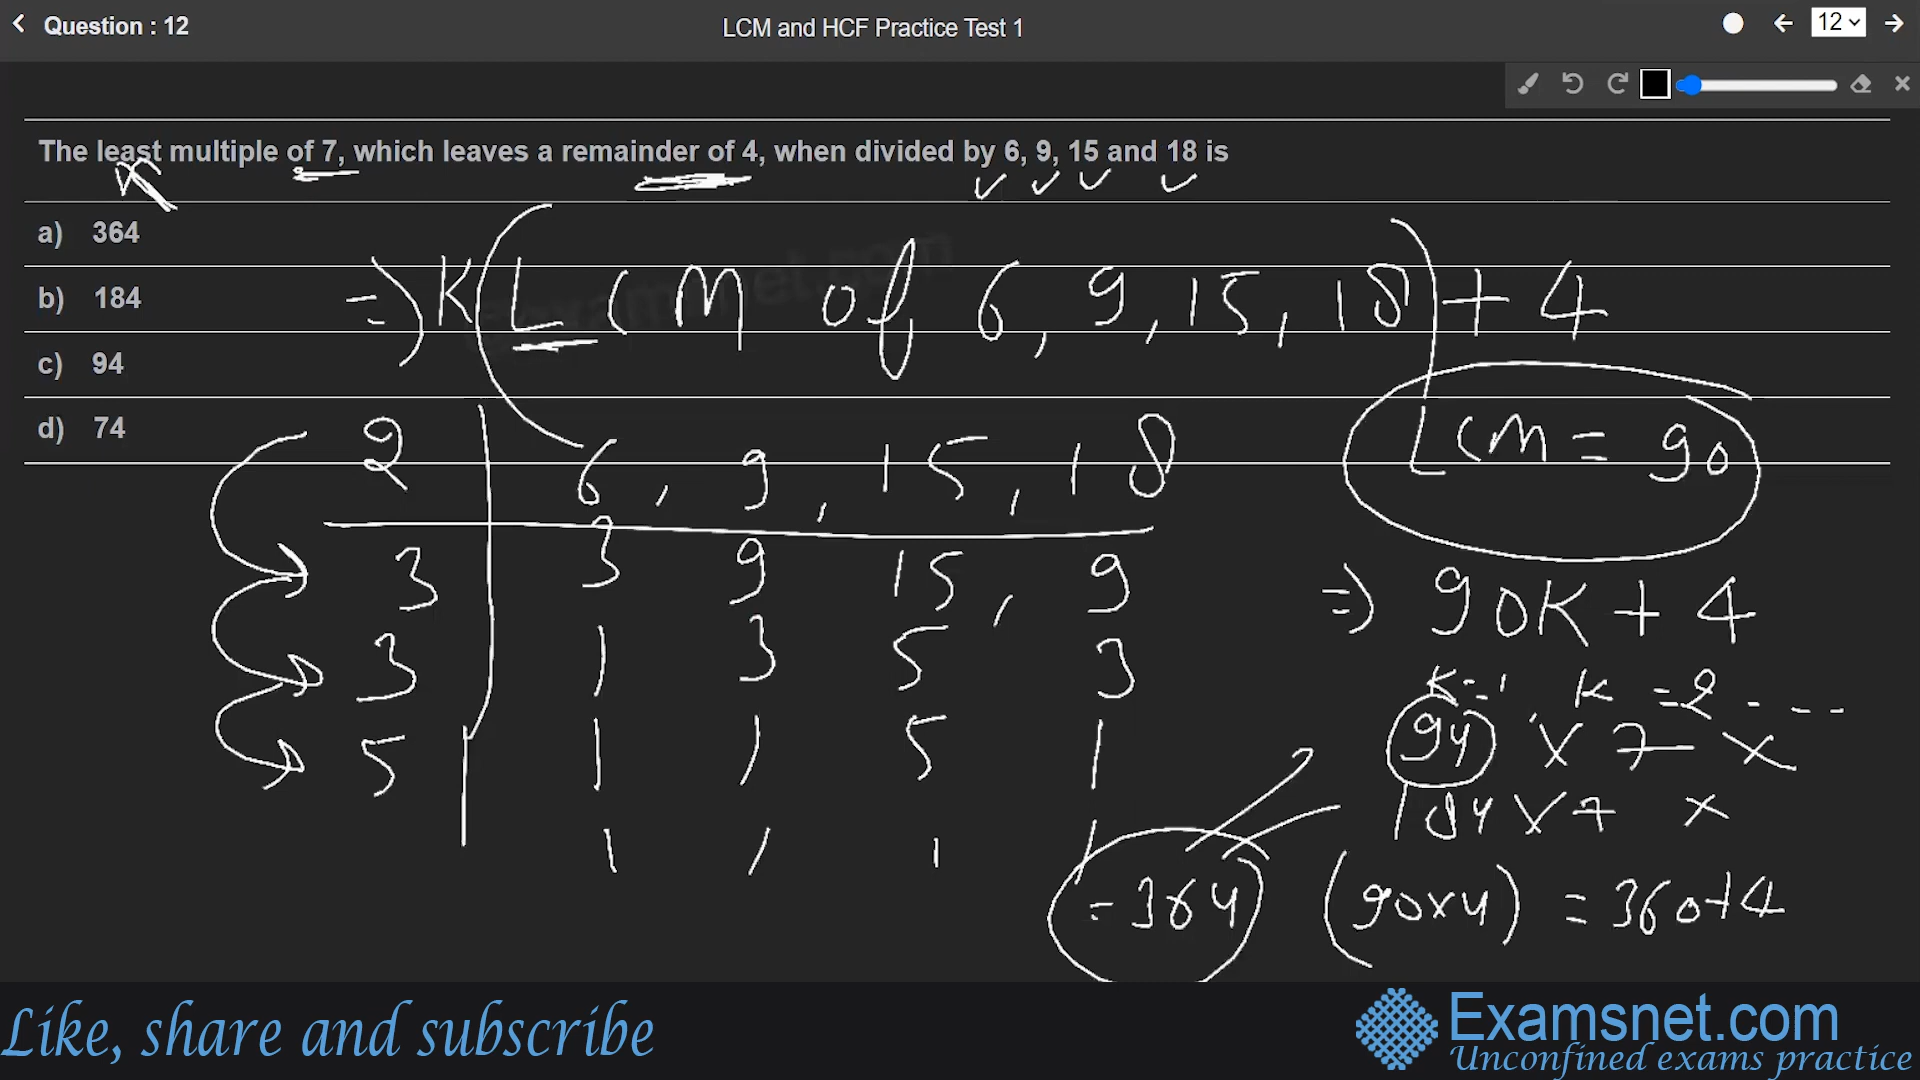 Question : 12
LCM and HCF Practice Test 1
12
The least multiple of 7, which leaves a remainder of 4, when divided by 6, 9, 15 and 18 is
a) 364
b) 184
c) 94
d) 74
=) K(LCM of 6, 9, 15, 18) + 4
LCM = 90
2 6, 9, 15, 18
3 3 9 15, 9
3 1 3 5 3
5 1 1 5 1
1 1 1 1
=) 90K + 4
K=1 K=2 - - -
94 X 7 X
184 X 7 X
(90x4) = 360+4
= 364
Like, share and subscribe
Examsnet.com
Unconfined exams practice